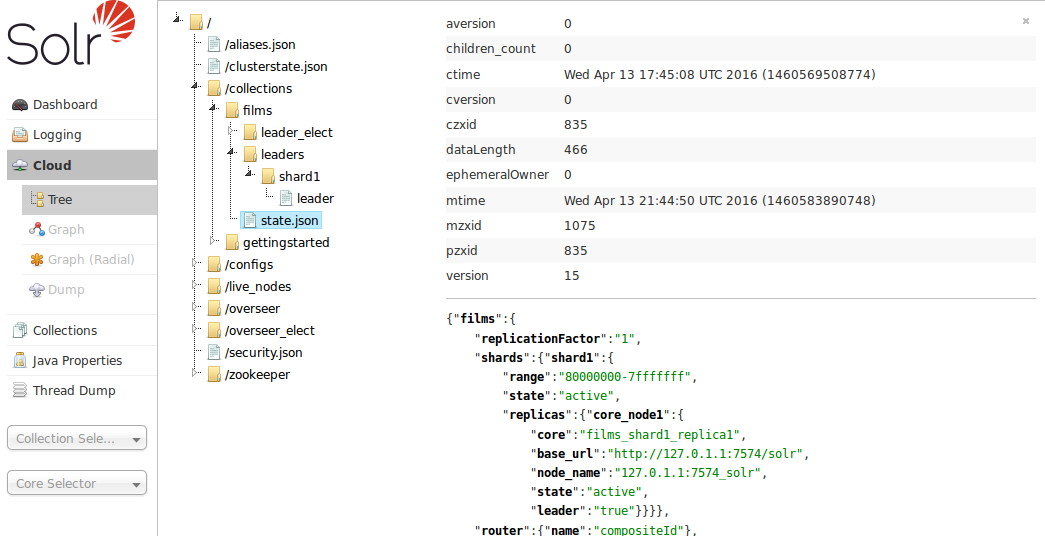 Solr
Dashboard
Logging
Cloud
Tree
Graph
Graph (Radial)
Dump
Collections
Java Properties
Thread Dump
Collection Sele...
Core Selector
/
/aliases.json
/clusterstate.json
/collections
films
leader_elect
leaders
shard1
leader
state.json
gettingstarted
/configs
/live_nodes
/overseer
/overseer_elect
/security.json
/zookeeper
aversion 0
children_count 0
ctime Wed Apr 13 17:45:08 UTC 2016 (1460569508774)
cversion 0
czxid 835
dataLength 466
ephemeralOwner 0
mtime Wed Apr 13 21:44:50 UTC 2016 (1460583890748)
mzxid 1075
pzxid 835
version 15
{"films":{
"replicationFactor":"1",
"shards":{"shard1":{
"range":"80000000-7fffffff",
"state":"active",
"replicas":{"core_node1":{
"core":"films_shard1_replica1",
"base_url":"http://127.0.1.1:7574/solr",
"node_name":"127.0.1.1:7574_solr",
"state":"active",
"leader":"true"}}}},
"router":{"name":"compositeId"},